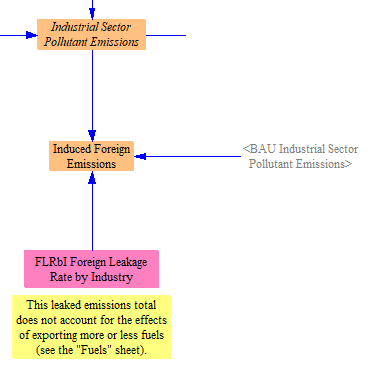 Industrial Sector
Pollutant Emissions
Induced Foreign
Emissions
<BAU Industrial Sector
Pollutant Emissions>
FLRbI Foreign Leakage
Rate by Industry
This leaked emissions total
does not account for the effects
of exporting more or less fuels
(see the "Fuels" sheet).